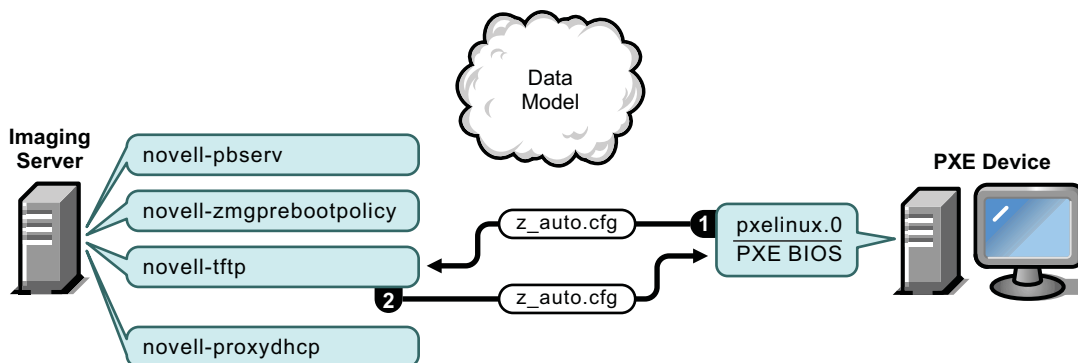 Data
Model
Imaging
Server
novell-pbserv
novell-zmgprebootpolicy
novell-tftp
novell-proxydhcp
z_auto.cfg
1
pxelinux.0
PXE BIOS
2
z_auto.cfg
PXE Device